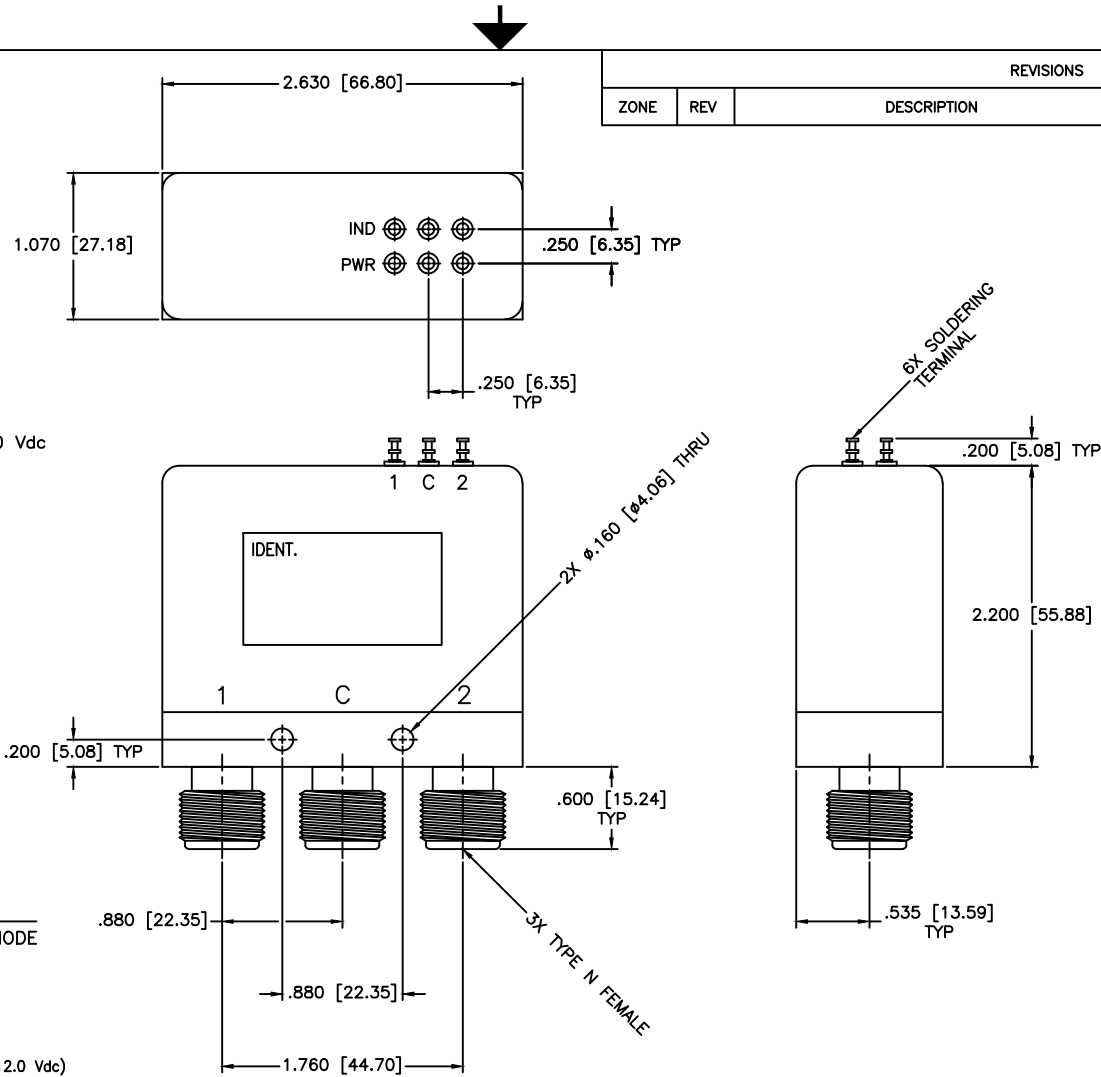 REVISIONS
ZONE REV DESCRIPTION
2.630 [66.80]
1.070 [27.18]
IND
PWR
.250 [6.35] TYP
.250 [6.35]
TYP
6X SOLDERING
TERMINAL
0 Vdc
1 C 2
.200 [5.08] TYP
2X ø.160 [ø4.06] THRU
IDENT.
2.200 [55.88]
1 C 2
.200 [5.08] TYP
.600 [15.24]
TYP
.880 [22.35]
.535 [13.59]
TYP
3X TYPE N FEMALE
.880 [22.35]
1.760 [44.70]
2.0 Vdc)